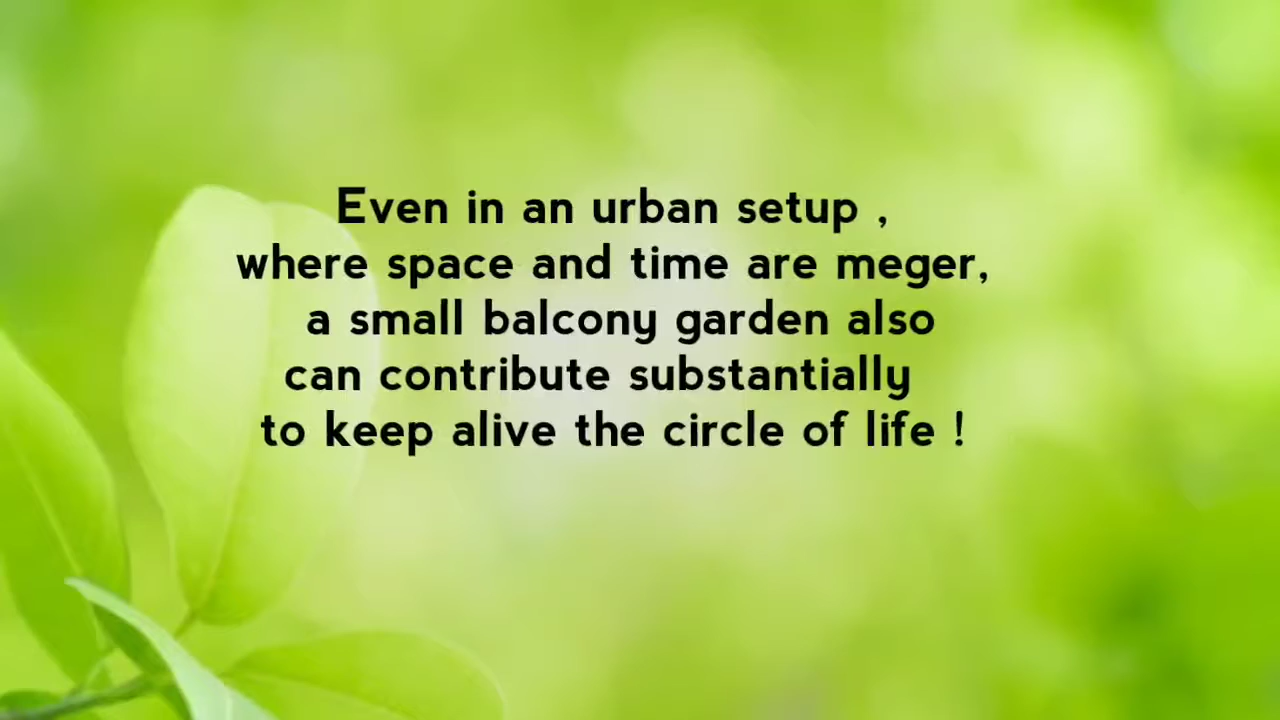 Even in an urban setup ,
where space and time are meger,
a small balcony garden also
can contribute substantially
to keep alive the circle of life !